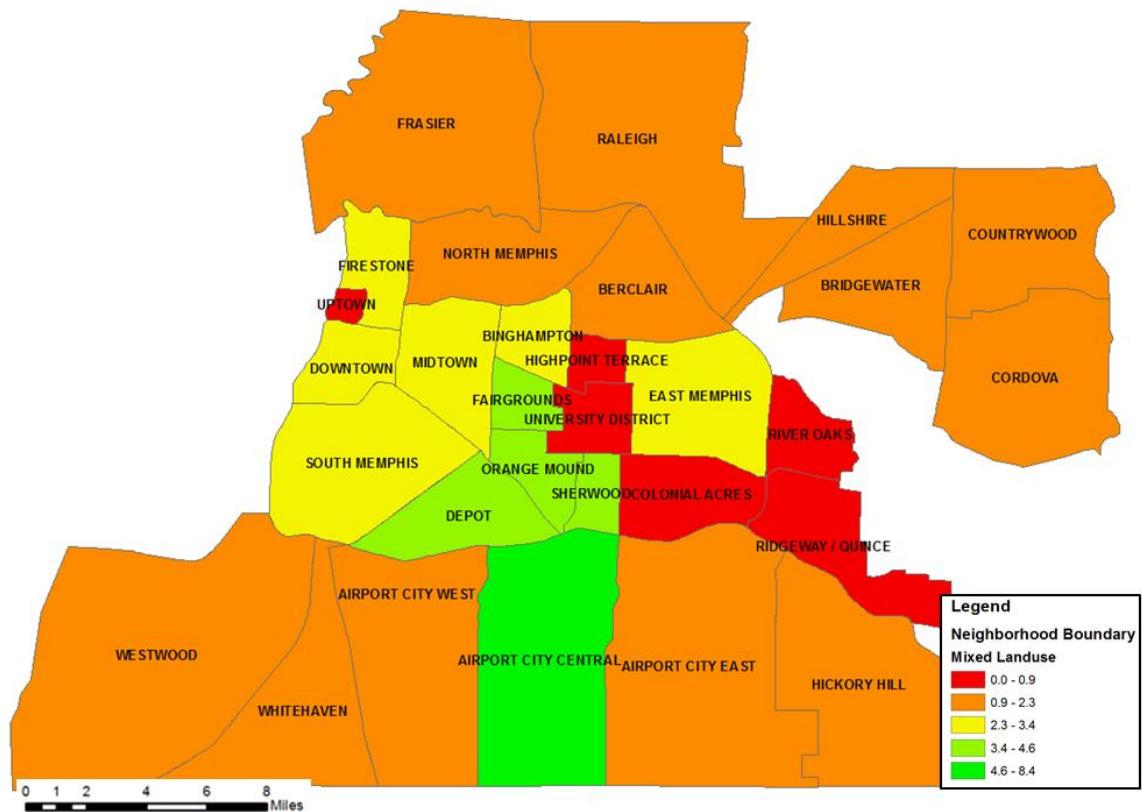 FRASIER
RALEIGH
HILLSHIRE
COUNTRYWOOD
NORTH MEMPHIS
BRIDGEWATER
FIRESTONE
BERCLAIR
UPTOWN
BINGHAMPTON
DOWNTOWN
MIDTOWN
HIGHPOINT TERRACE
CORDOVA
FAIRGROUNDS
EAST MEMPHIS
UNIVERSITY DISTRICT
RIVER OAKS
SOUTH MEMPHIS
ORANGE MOUND
SHERWOOD
COLONIAL ACRES
DEPOT
RIDGEWAY / QUINCE
AIRPORT CITY WEST
WESTWOOD
AIRPORT CITY CENTRAL
AIRPORT CITY EAST
HICKORY HILL
WHITEHAVEN
Legend
Neighborhood Boundary
Mixed Landuse
0.0 - 0.9
0.9 - 2.3
2.3 - 3.4
3.4 - 4.6
4.6 - 8.4
0 1 2 4 6 8
Miles